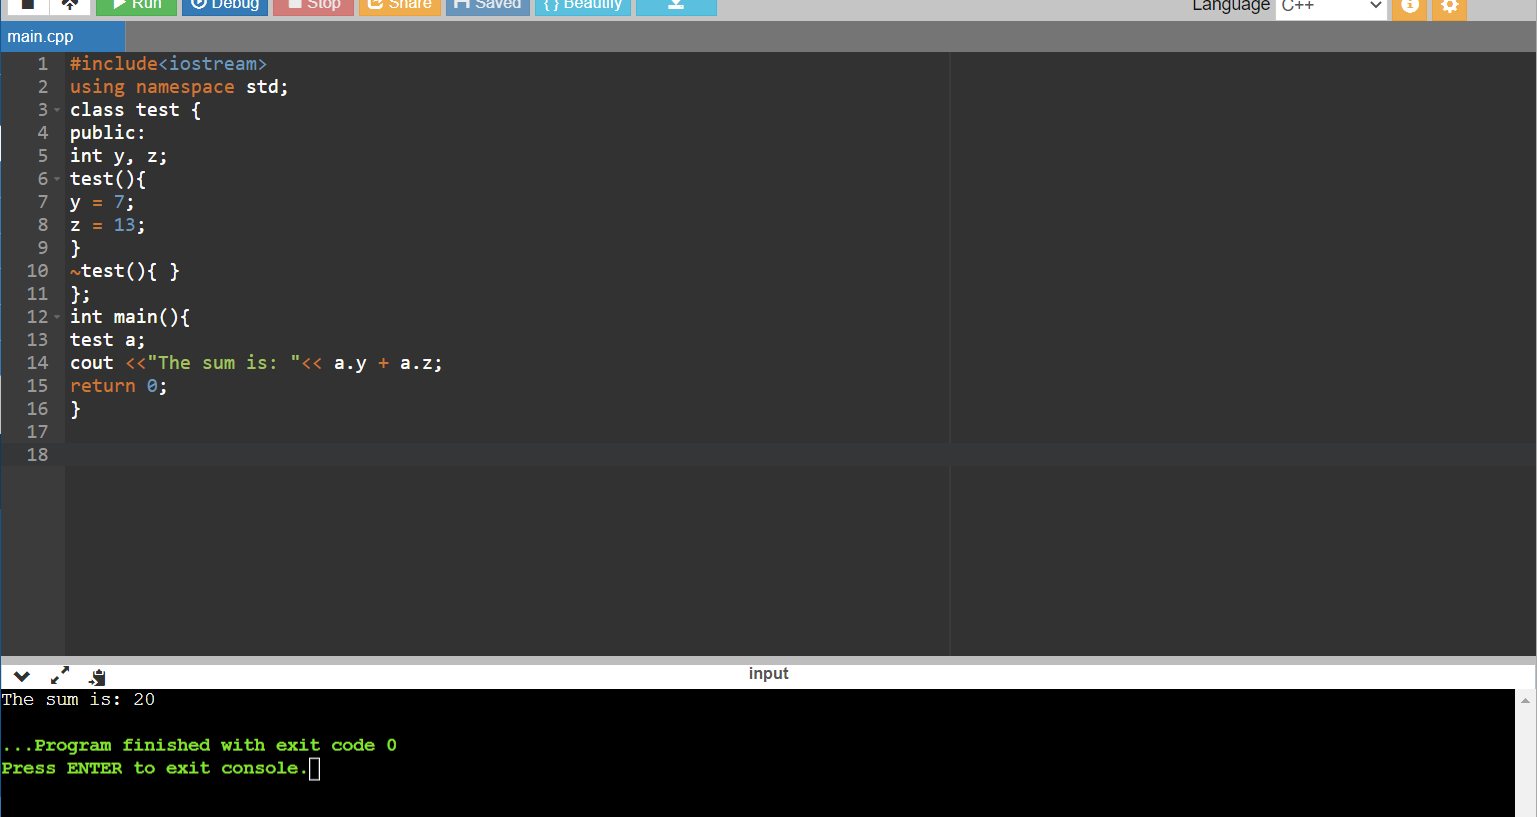 Run Debug Stop Share Saved { } Beautify Language C++
main.cpp
1 #include<iostream>
2 using namespace std;
3 class test {
4 public:
5 int y, z;
6 test(){
7 y = 7;
8 z = 13;
9 }
10 ~test(){ }
11 };
12 int main(){
13 test a;
14 cout <<"The sum is: "<< a.y + a.z;
15 return 0;
16 }
17
18
input
The sum is: 20
...Program finished with exit code 0
Press ENTER to exit console.